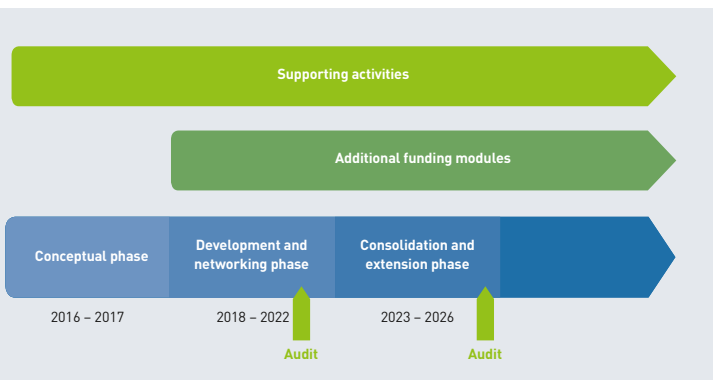 Supporting activities
Additional funding modules
Conceptual phase
Development and
networking phase
Consolidation and
extension phase
2016 – 2017
2018 – 2022
2023 – 2026
Audit
Audit